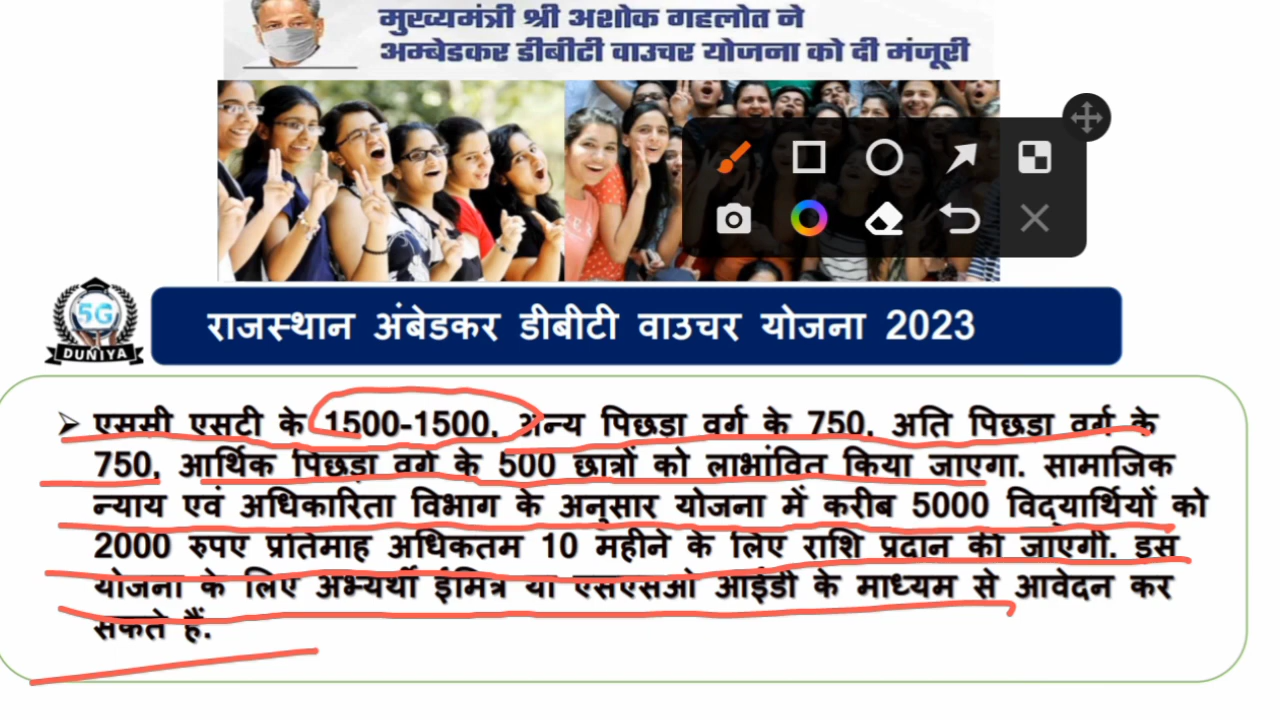 मुख्यमंत्री श्री अशोक गहलोत ने
अम्बेडकर डीबीटी वाउचर योजना को दी मंजूरी
5G
DUNIYA
राजस्थान अंबेडकर डीबीटी वाउचर योजना 2023
एससी एसटी के 1500-1500, अन्य पिछड़ा वर्ग के 750, अति पिछड़ा वर्ग के
750, आर्थिक पिछड़ा वर्ग के 500 छात्रों को लाभांवित किया जाएगा. सामाजिक
न्याय एवं अधिकारिता विभाग के अनुसार योजना में करीब 5000 विद्यार्थियों को
2000 रुपए प्रतिमाह अधिकतम 10 महीने के लिए राशि प्रदान की जाएगी. इस
योजना के लिए अभ्यर्थी ईमित्र या एसएसओ आईडी के माध्यम से आवेदन कर
सकते हैं.